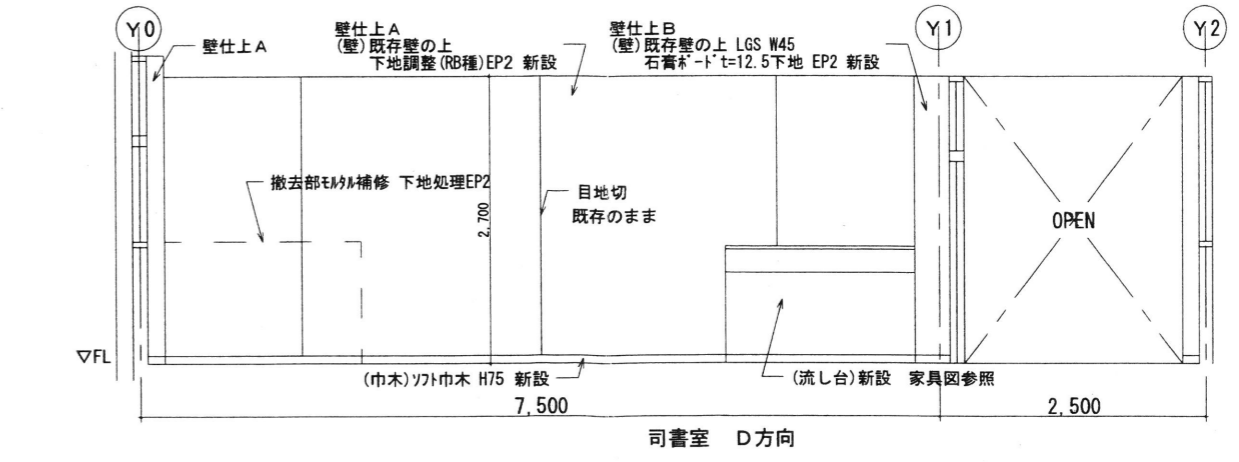 Y0
Y1
Y2
壁仕上A
壁仕上A
(壁)既存壁の上
下地調整(RB種)EP2 新設
壁仕上B
(壁)既存壁の上 LGS W45
石膏ボードt=12.5下地 EP2 新設
撤去部モルタル補修 下地処理EP2
2,700
目地切
既存のまま
OPEN
▽FL
(巾木)ソフト巾木 H75 新設
(流し台)新設 家具図参照
7,500
2,500
司書室 D方向